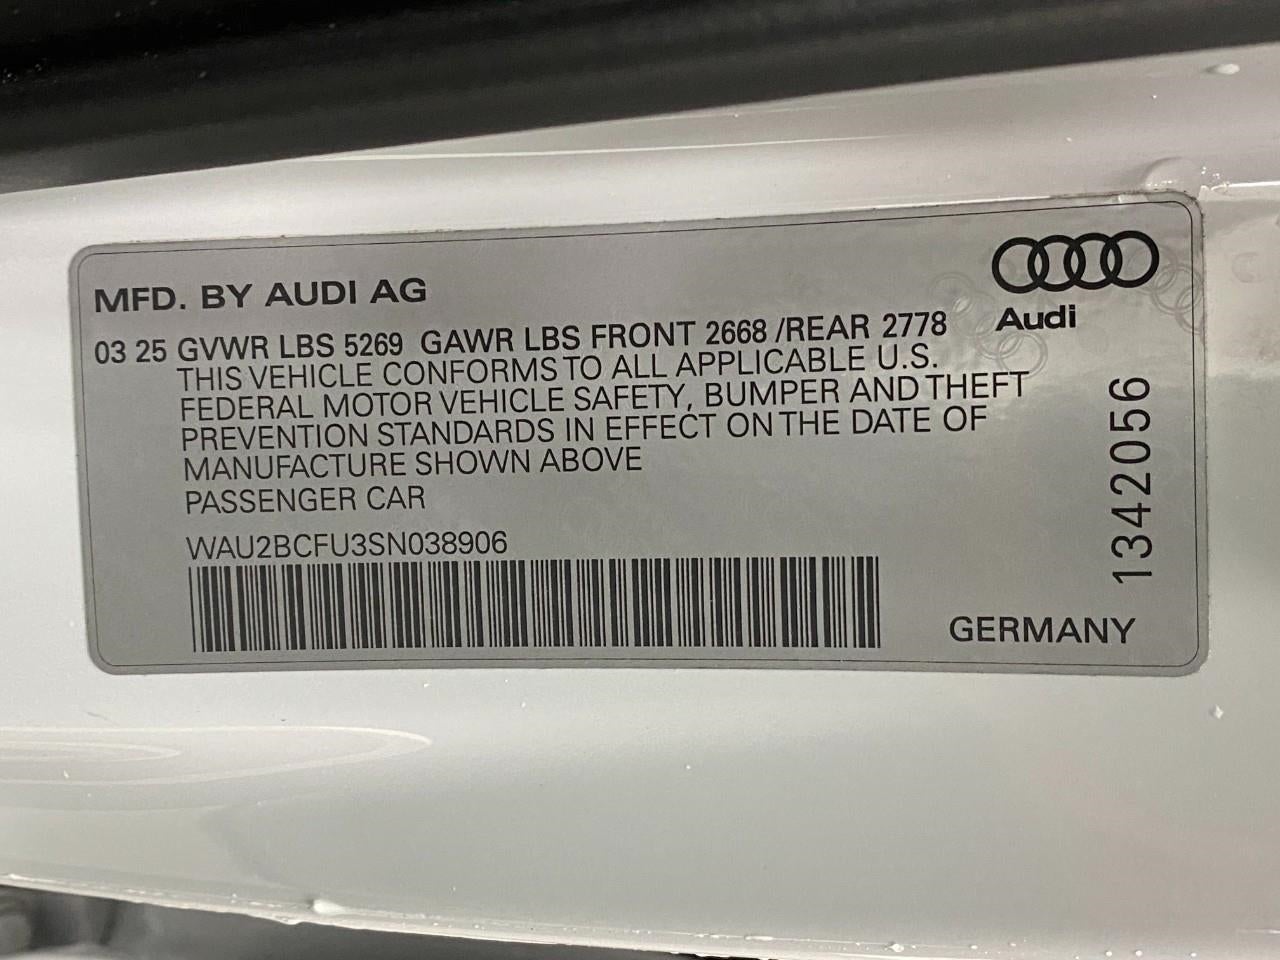 MFD. BY AUDI AG
Audi
03 25 GVWR LBS 5269 GAWR LBS FRONT 2668 /REAR 2778
THIS VEHICLE CONFORMS TO ALL APPLICABLE U.S.
FEDERAL MOTOR VEHICLE SAFETY, BUMPER AND THEFT
PREVENTION STANDARDS IN EFFECT ON THE DATE OF
MANUFACTURE SHOWN ABOVE
PASSENGER CAR
WAU2BCFU3SN038906
GERMANY
1342056